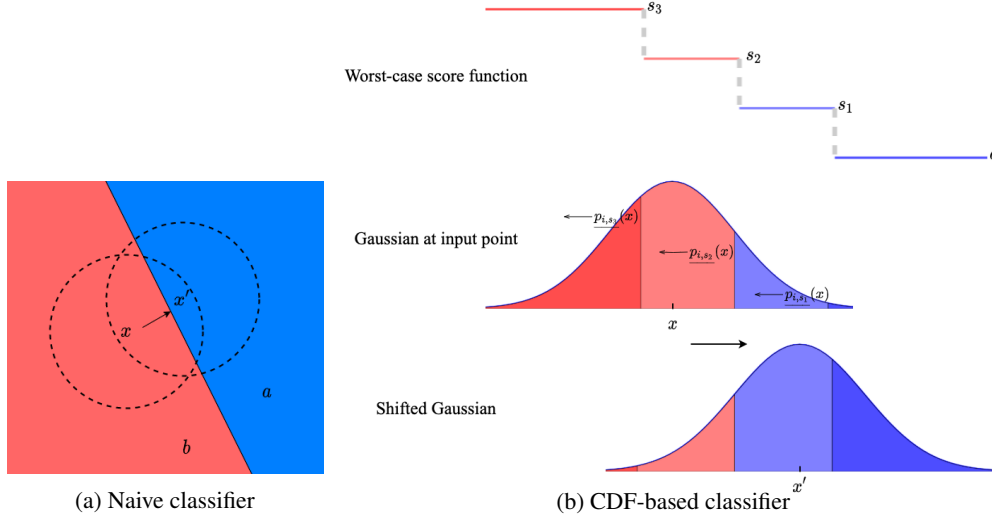 s₃
s₂
Worst-case score function
s₁
p_{i,s₃}(x)
Gaussian at input point
p_{i,s₂}(x)
p_{i,s₁}(x)
x
x′
x
a
Shifted Gaussian
b
x′
(a) Naive classifier
(b) CDF-based classifier